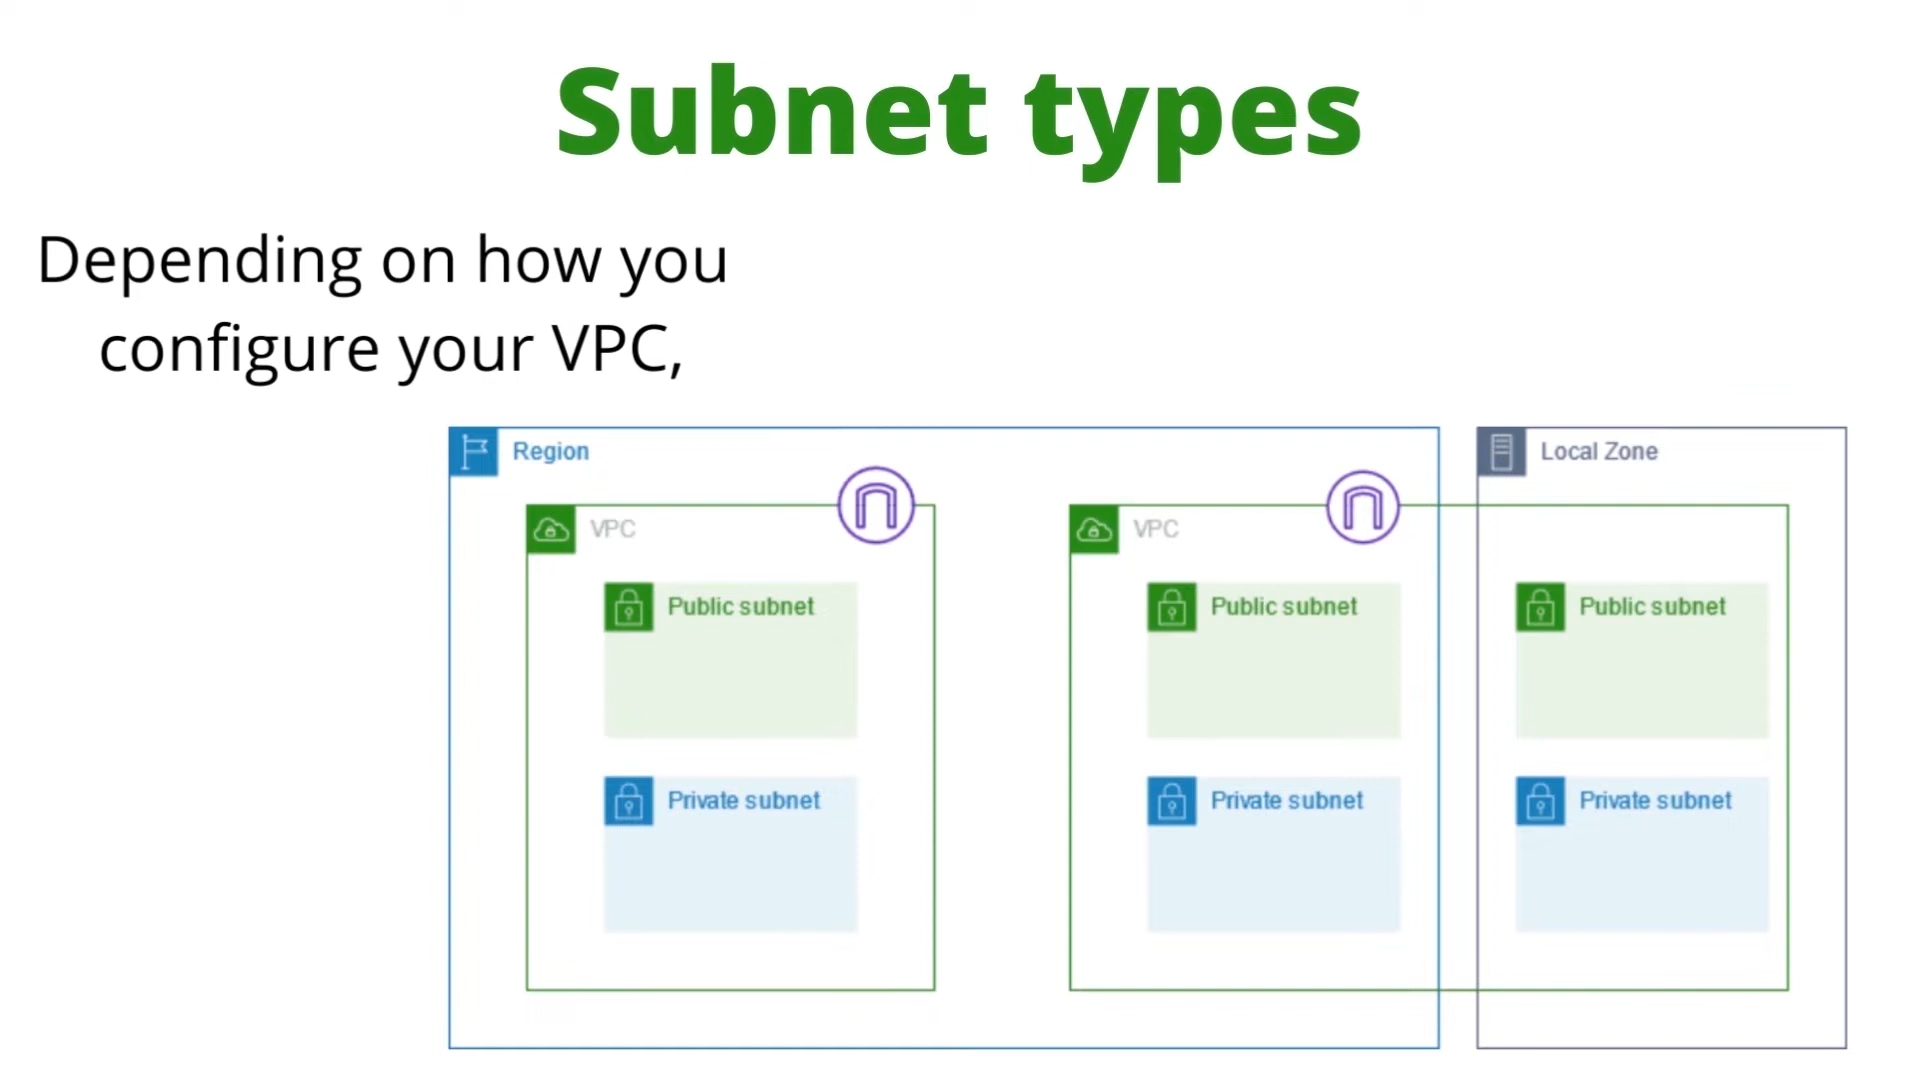 Subnet types
Depending on how you
configure your VPC,
Region
Local Zone
VPC
VPC
Public subnet
Public subnet
Public subnet
Private subnet
Private subnet
Private subnet